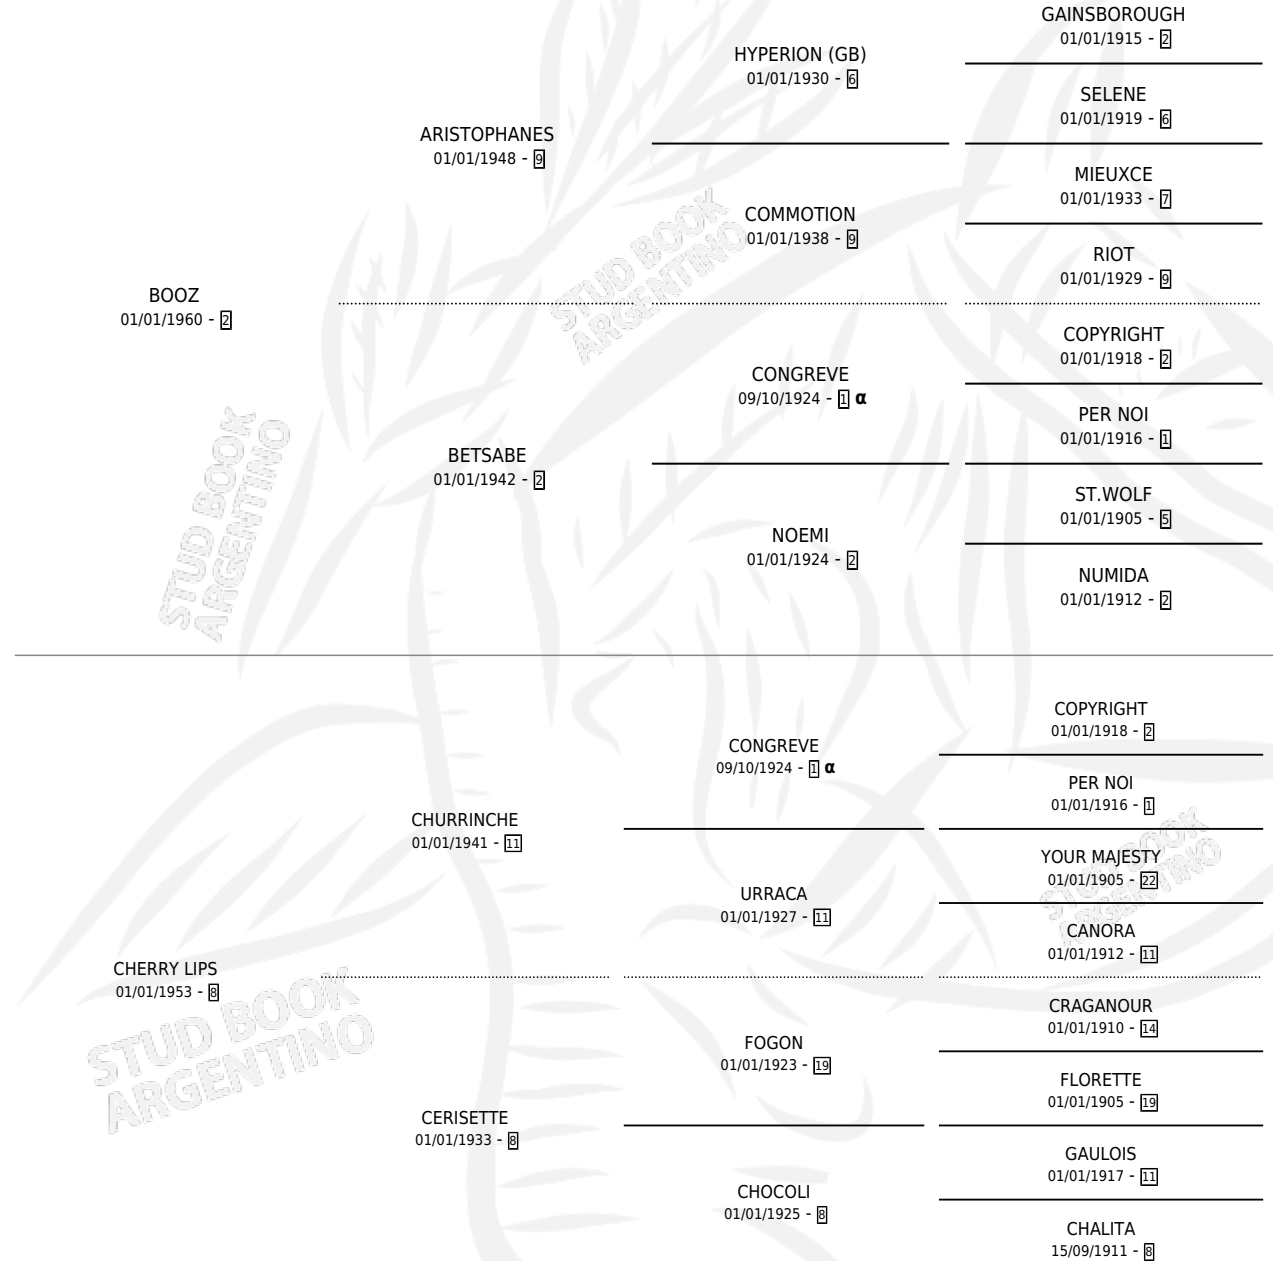 GAINSBOROUGH
01/01/1915 - 2
HYPERION (GB)
01/01/1930 - 6
SELENE
01/01/1919 - 6
ARISTOPHANES
01/01/1948 - 9
MIEUXCE
01/01/1933 - 7
COMMOTION
01/01/1938 - 9
RIOT
01/01/1929 - 9
BOOZ
01/01/1960 - 2
COPYRIGHT
01/01/1918 - 2
CONGREVE
09/10/1924 - 1 α
PER NOI
01/01/1916 - 1
BETSABE
01/01/1942 - 2
ST.WOLF
01/01/1905 - 5
NOEMI
01/01/1924 - 2
NUMIDA
01/01/1912 - 2
COPYRIGHT
01/01/1918 - 2
CONGREVE
09/10/1924 - 1 α
PER NOI
01/01/1916 - 1
CHURRINCHE
01/01/1941 - 11
YOUR MAJESTY
01/01/1905 - 22
URRACA
01/01/1927 - 11
CANORA
01/01/1912 - 11
CHERRY LIPS
01/01/1953 - 8
CRAGANOUR
01/01/1910 - 14
FOGON
01/01/1923 - 19
FLORETTE
01/01/1905 - 19
CERISETTE
01/01/1933 - 8
GAULOIS
01/01/1917 - 11
CHOCOLI
01/01/1925 - 8
CHALITA
15/09/1911 - 8
STUD BOOK
ARGENTINO
STUD BOOK
ARGENTINO
STUD BOOK
ARGENTINO
STUD BOOK
ARGENTINO